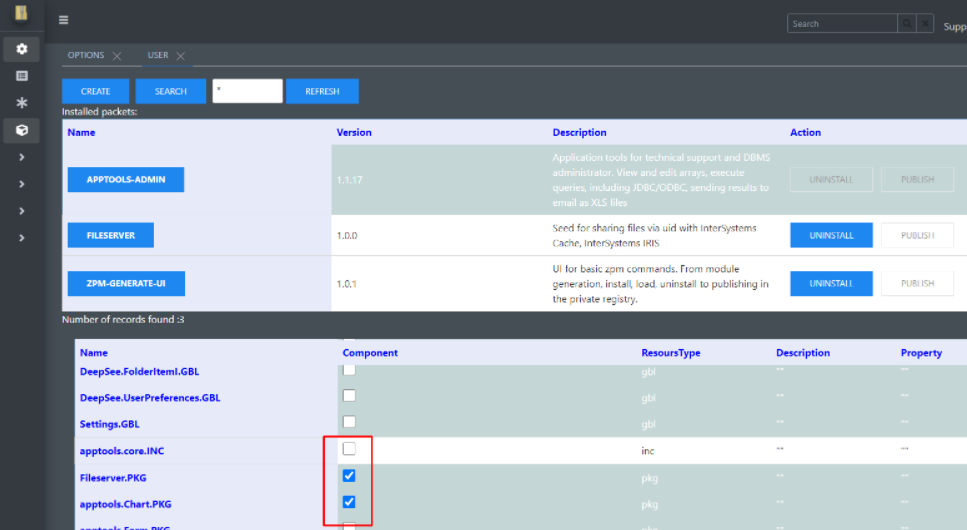 Search
Supp
OPTIONS
USER
CREATE
SEARCH
*
REFRESH
Installed packets:
Name Version Description Action
APPTOOLS-ADMIN 1.1.17 Application tools for technical support and DBMS
administrator. View and edit arrays, execute
queries, including JDBC/ODBC, sending results to
email as XLS files
UNINSTALL PUBLISH
FILESERVER 1.0.0 Seed for sharing files via uid with InterSystems
Cache, InterSystems IRIS
UNINSTALL PUBLISH
ZPM-GENERATE-UI 1.0.1 UI for basic zpm commands. From module
generation, install, load, uninstall to publishing in
the private registry.
UNINSTALL PUBLISH
Number of records found :3
Name Component ResoursType Description Property
DeepSee.FolderItemI.GBL gbl "" ""
DeepSee.UserPreferences.GBL gbl "" ""
Settings.GBL gbl "" ""
apptools.core.INC inc "" ""
Fileserver.PKG pkg "" ""
apptools.Chart.PKG pkg "" ""
apptools.Form.PKG pkg